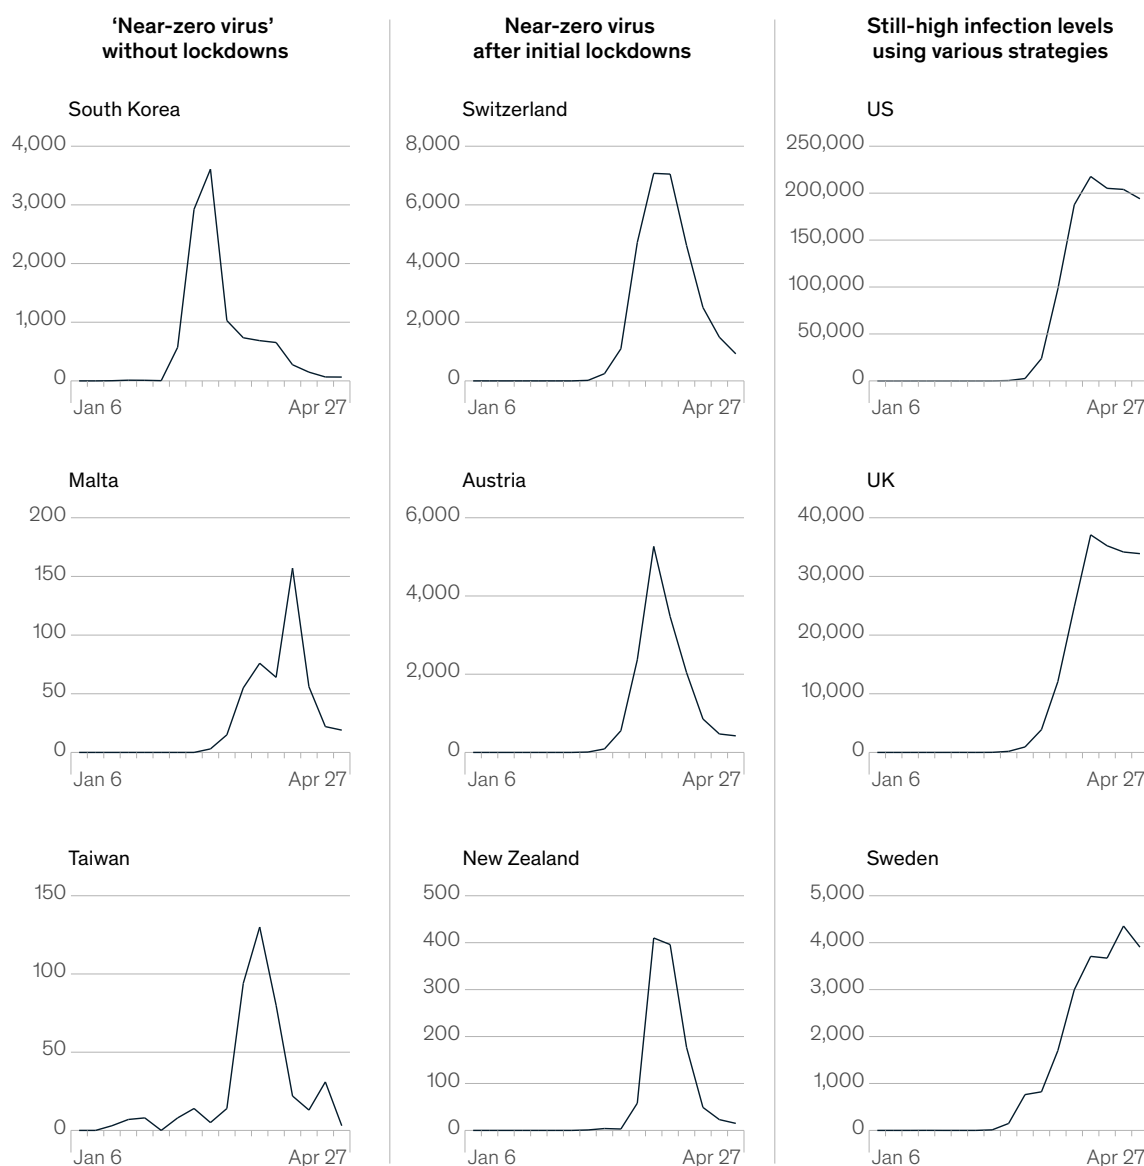 ‘Near-zero virus’
without lockdowns
Near-zero virus
after initial lockdowns
Still-high infection levels
using various strategies
South Korea
4,000
3,000
2,000
1,000
0
Jan 6
Apr 27
Switzerland
8,000
6,000
4,000
2,000
0
Jan 6
Apr 27
US
250,000
200,000
150,000
100,000
50,000
0
Jan 6
Apr 27
Malta
200
150
100
50
0
Jan 6
Apr 27
Austria
6,000
4,000
2,000
0
Jan 6
Apr 27
UK
40,000
30,000
20,000
10,000
0
Jan 6
Apr 27
Taiwan
150
100
50
0
Jan 6
Apr 27
New Zealand
500
400
300
200
100
0
Jan 6
Apr 27
Sweden
5,000
4,000
3,000
2,000
1,000
0
Jan 6
Apr 27